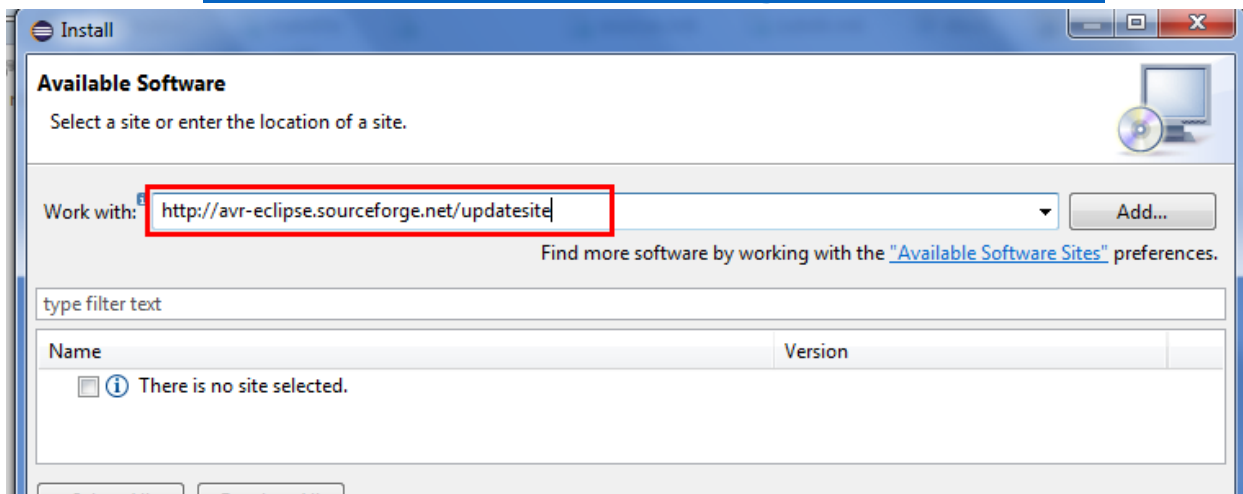 Install
Available Software
Select a site or enter the location of a site.
Work with: http://avr-eclipse.sourceforge.net/updatesite Add...
Find more software by working with the "Available Software Sites" preferences.
type filter text
Name Version
There is no site selected.